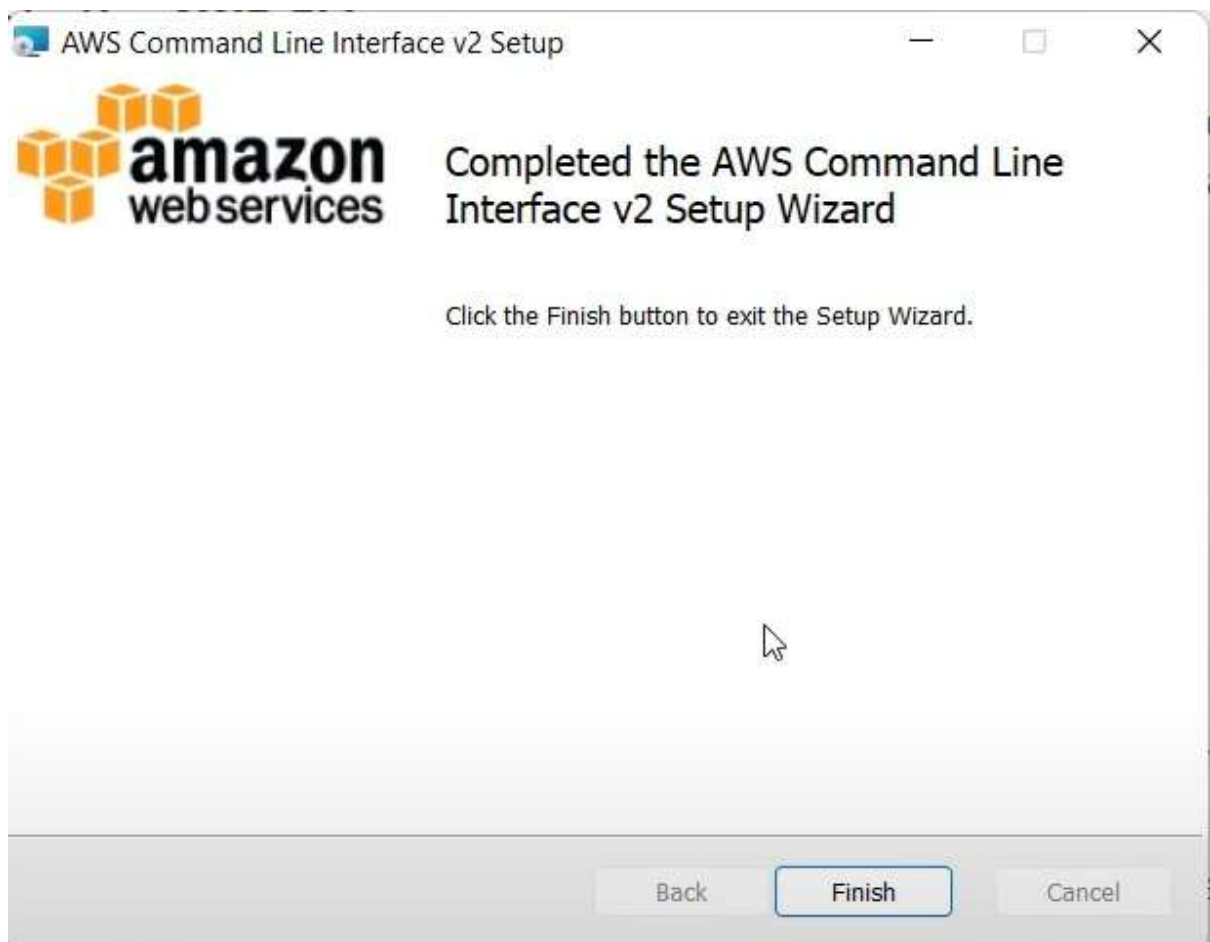 AWS Command Line Interface v2 Setup
amazon
webservices
Completed the AWS Command Line
Interface v2 Setup Wizard
Click the Finish button to exit the Setup Wizard.
Back
Finish
Cancel